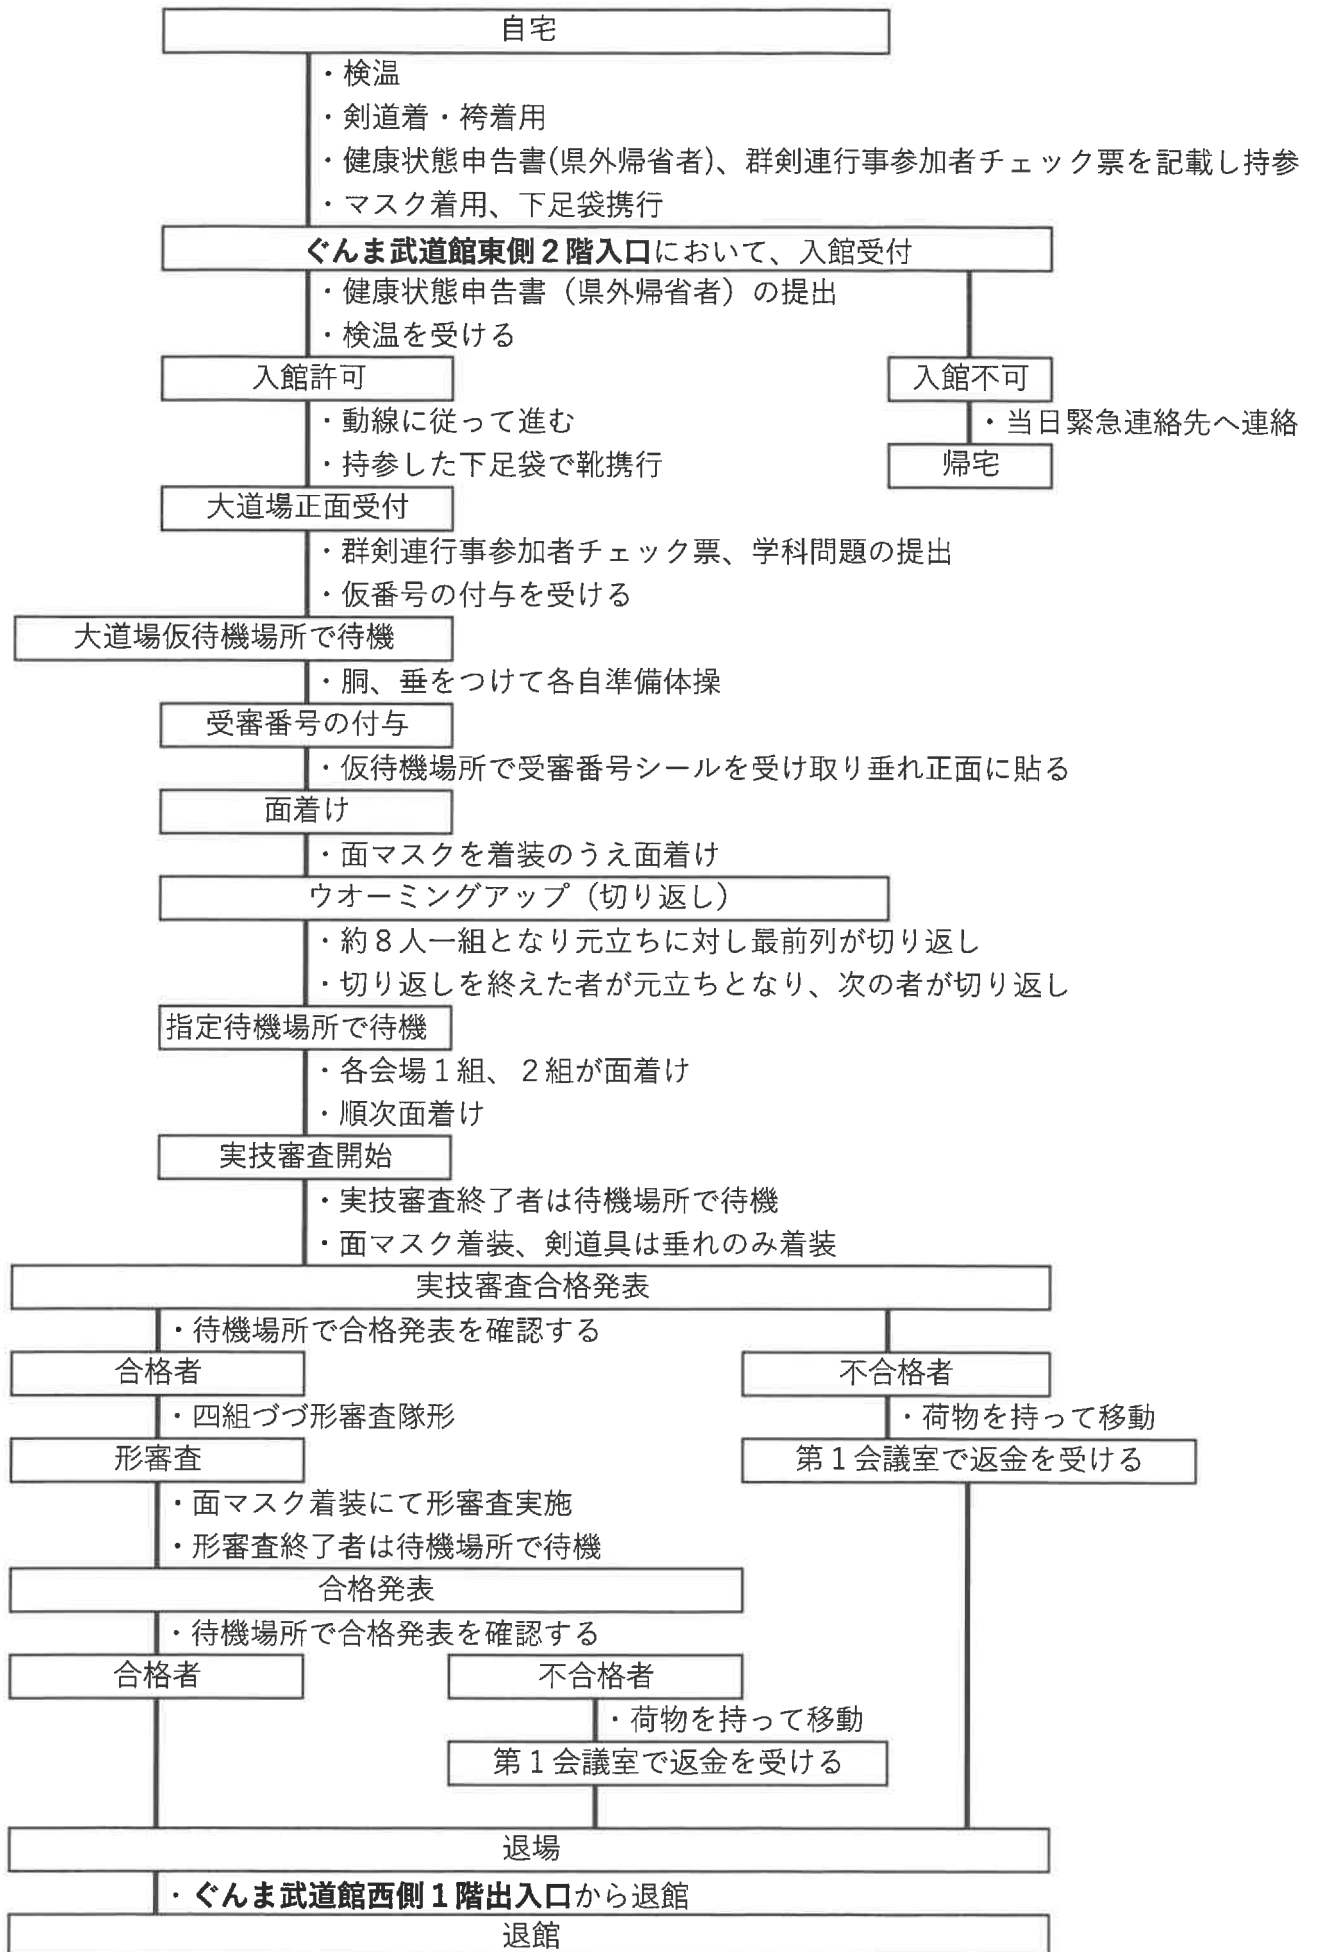 自宅
・検温
・剣道着・袴着用
・健康状態申告書(県外帰省者)、群剣連行事参加者チェック票を記載し持参
・マスク着用、下足袋携行
ぐんま武道館東側2階入口において、入館受付
・健康状態申告書（県外帰省者）の提出
・検温を受ける
入館許可
入館不可
・動線に従って進む
・当日緊急連絡先へ連絡
・持参した下足袋で靴携行
帰宅
大道場正面受付
・群剣連行事参加者チェック票、学科問題の提出
・仮番号の付与を受ける
大道場仮待機場所で待機
・胴、垂をつけて各自準備体操
受審番号の付与
・仮待機場所で受審番号シールを受け取り垂れ正面に貼る
面着け
・面マスクを着装のうえ面着け
ウオーミングアップ（切り返し）
・約８人一組となり元立ちに対し最前列が切り返し
・切り返しを終えた者が元立ちとなり、次の者が切り返し
指定待機場所で待機
・各会場１組、２組が面着け
・順次面着け
実技審査開始
・実技審査終了者は待機場所で待機
・面マスク着装、剣道具は垂れのみ着装
実技審査合格発表
・待機場所で合格発表を確認する
合格者
不合格者
・四組づづ形審査隊形
・荷物を持って移動
形審査
第１会議室で返金を受ける
・面マスク着装にて形審査実施
・形審査終了者は待機場所で待機
合格発表
・待機場所で合格発表を確認する
合格者
不合格者
・荷物を持って移動
第１会議室で返金を受ける
退場
・ぐんま武道館西側１階出入口から退館
退館